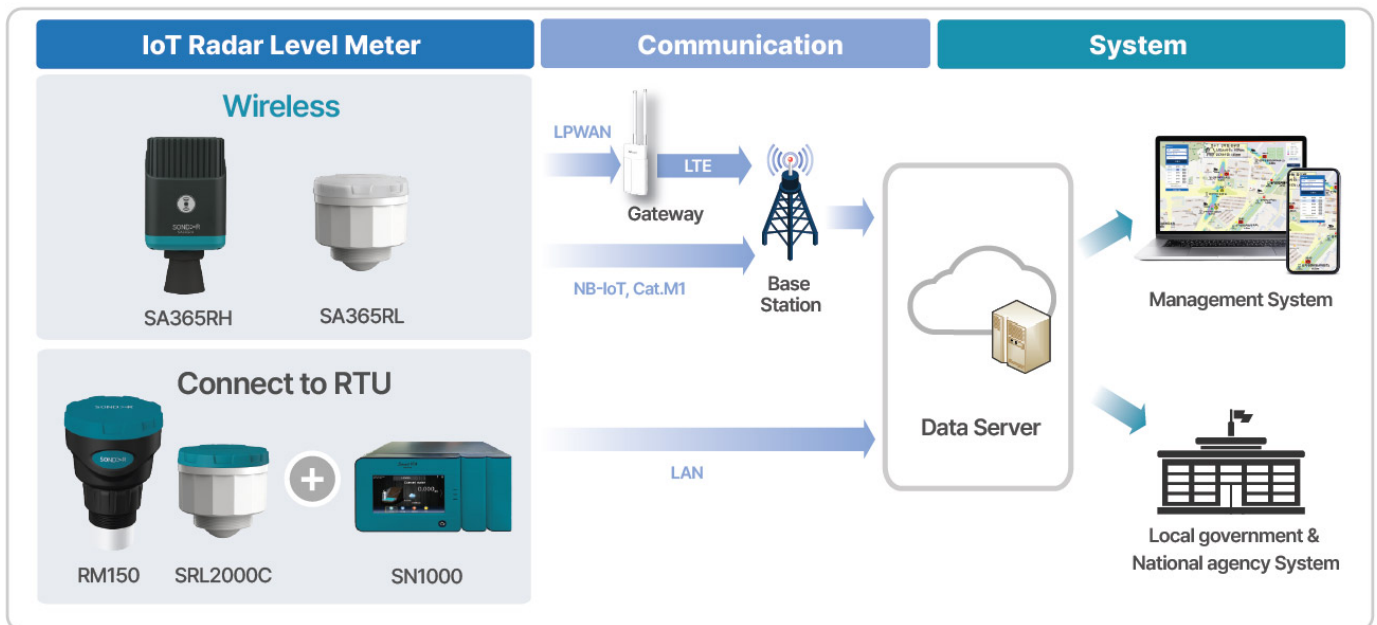 IoT Radar Level Meter
Communication
System
Wireless
SA365RH
SA365RL
LPWAN
LTE
Gateway
NB-IoT, Cat.M1
Base
Station
Connect to RTU
RM150
SRL2000C
+
SN1000
LAN
Data Server
Management System
Local government &
National agency System